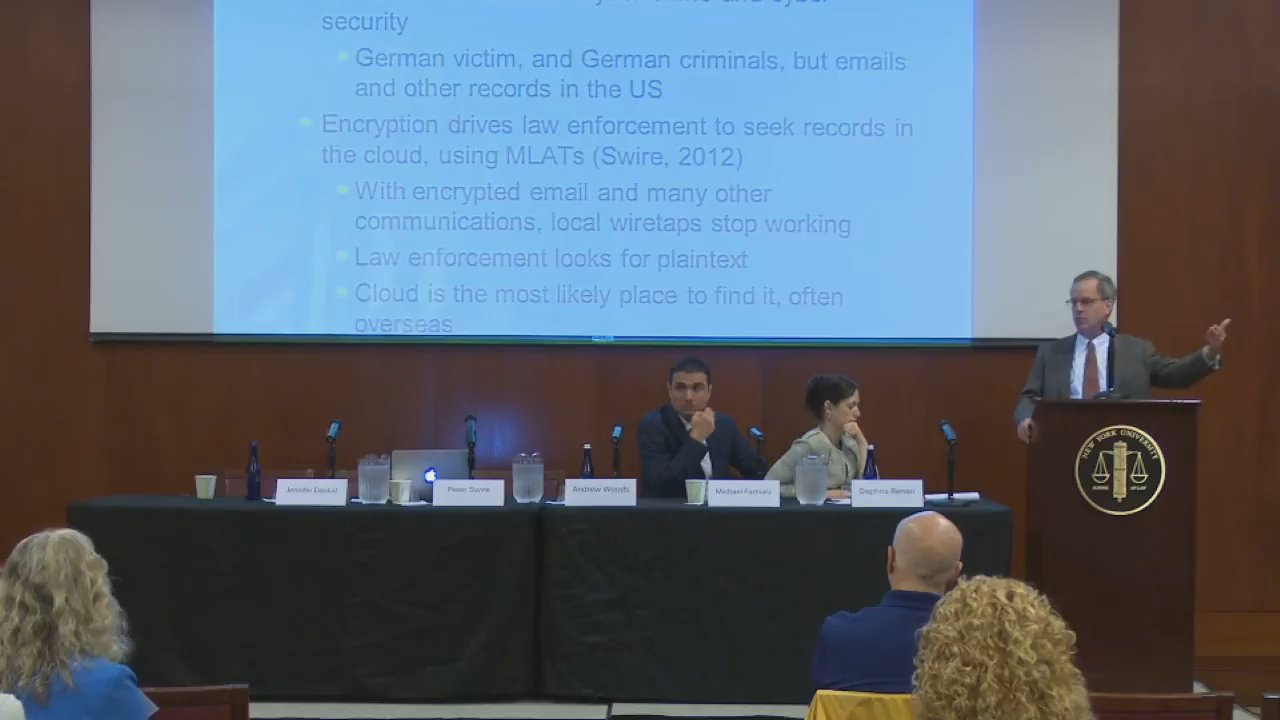 security
German victim, and German criminals, but emails
and other records in the US
Encryption drives law enforcement to seek records in
the cloud, using MLATs (Swire, 2012)
With encrypted email and many other
communications, local wiretaps stop working
Law enforcement looks for plaintext
Cloud is the most likely place to find it, often
overseas
Peter Swire
Andrew Woods
Michael
Daphna Renan
NEW YORK UNIVERSITY